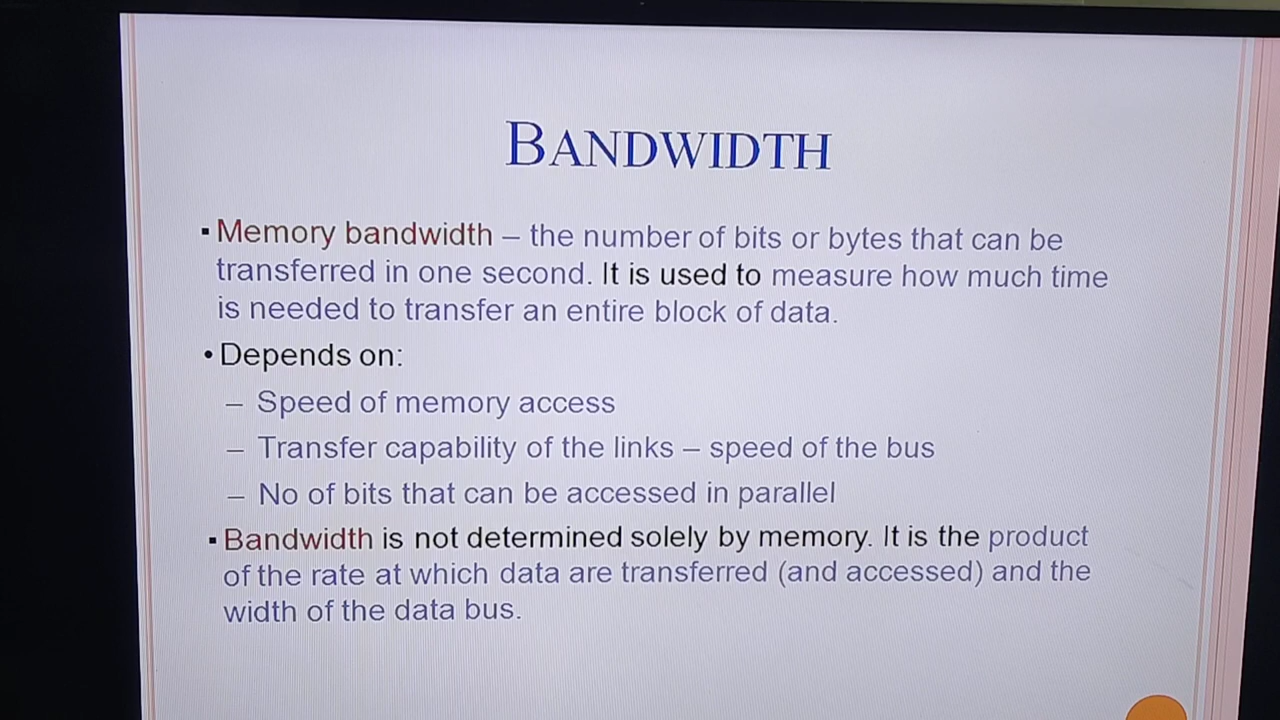 BANDWIDTH
▪ Memory bandwidth – the number of bits or bytes that can be
transferred in one second. It is used to measure how much time
is needed to transfer an entire block of data.
• Depends on:
– Speed of memory access
– Transfer capability of the links – speed of the bus
– No of bits that can be accessed in parallel
▪ Bandwidth is not determined solely by memory. It is the product
of the rate at which data are transferred (and accessed) and the
width of the data bus.